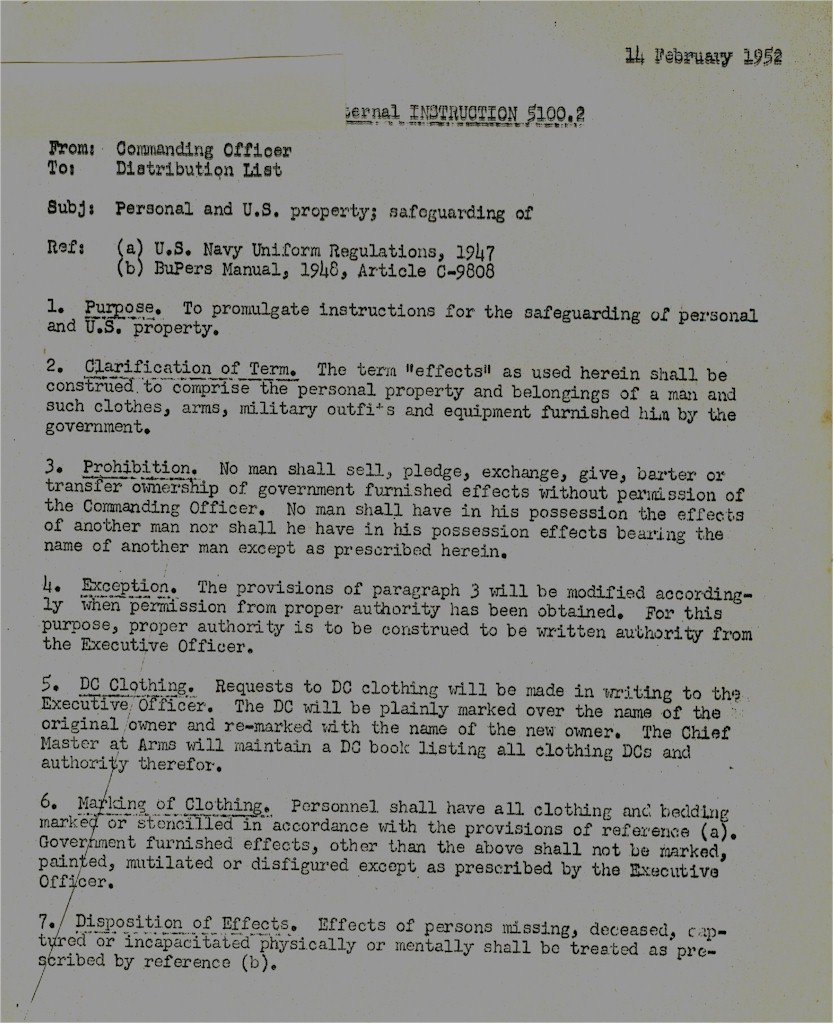 14 February 1952
ternal INSTRUCTION 5100.2
From: Commanding Officer
To: Distribution List
Subj: Personal and U.S. property; safeguarding of
Ref: (a) U.S. Navy Uniform Regulations, 1947
(b) BuPers Manual, 1948, Article C-9808
1. Purpose. To promulgate instructions for the safeguarding of personal
and U.S. property.
2. Clarification of Term. The term "effects" as used herein shall be
construed to comprise the personal property and belongings of a man and
such clothes, arms, military outfits and equipment furnished him by the
government.
3. Prohibition. No man shall sell, pledge, exchange, give, barter or
transfer ownership of government furnished effects without permission of
the Commanding Officer. No man shall have in his possession the effects
of another man nor shall he have in his possession effects bearing the
name of another man except as prescribed herein.
4. Exception. The provisions of paragraph 3 will be modified according-
ly when permission from proper authority has been obtained. For this
purpose, proper authority is to be construed to be written authority from
the Executive Officer.
5. DC Clothing. Requests to DC clothing will be made in writing to the
Executive Officer. The DC will be plainly marked over the name of the
original owner and re-marked with the name of the new owner. The Chief
Master at Arms will maintain a DC book listing all clothing DCs and
authority therefor.
6. Marking of Clothing. Personnel shall have all clothing and bedding
marked or stencilled in accordance with the provisions of reference (a).
Government furnished effects, other than the above shall not be marked,
painted, mutilated or disfigured except as prescribed by the Executive
Officer.
7. Disposition of Effects. Effects of persons missing, deceased, cap-
tured or incapacitated physically or mentally shall be treated as pre-
scribed by reference (b).